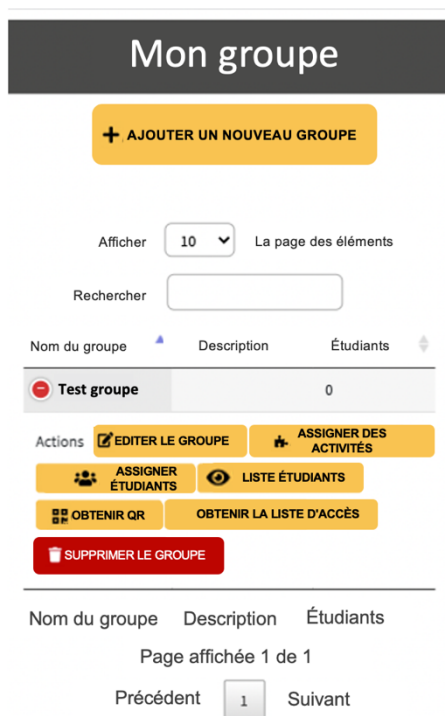 Mon groupe
+ AJOUTER UN NOUVEAU GROUPE
Afficher 10 La page des éléments
Rechercher
Nom du groupe Description Étudiants
Test groupe 0
Actions EDITER LE GROUPE ASSIGNER DES ACTIVITÉS
ASSIGNER ÉTUDIANTS LISTE ÉTUDIANTS
OBTENIR QR OBTENIR LA LISTE D'ACCÈS
SUPPRIMER LE GROUPE
Nom du groupe Description Étudiants
Page affichée 1 de 1
Précédent 1 Suivant